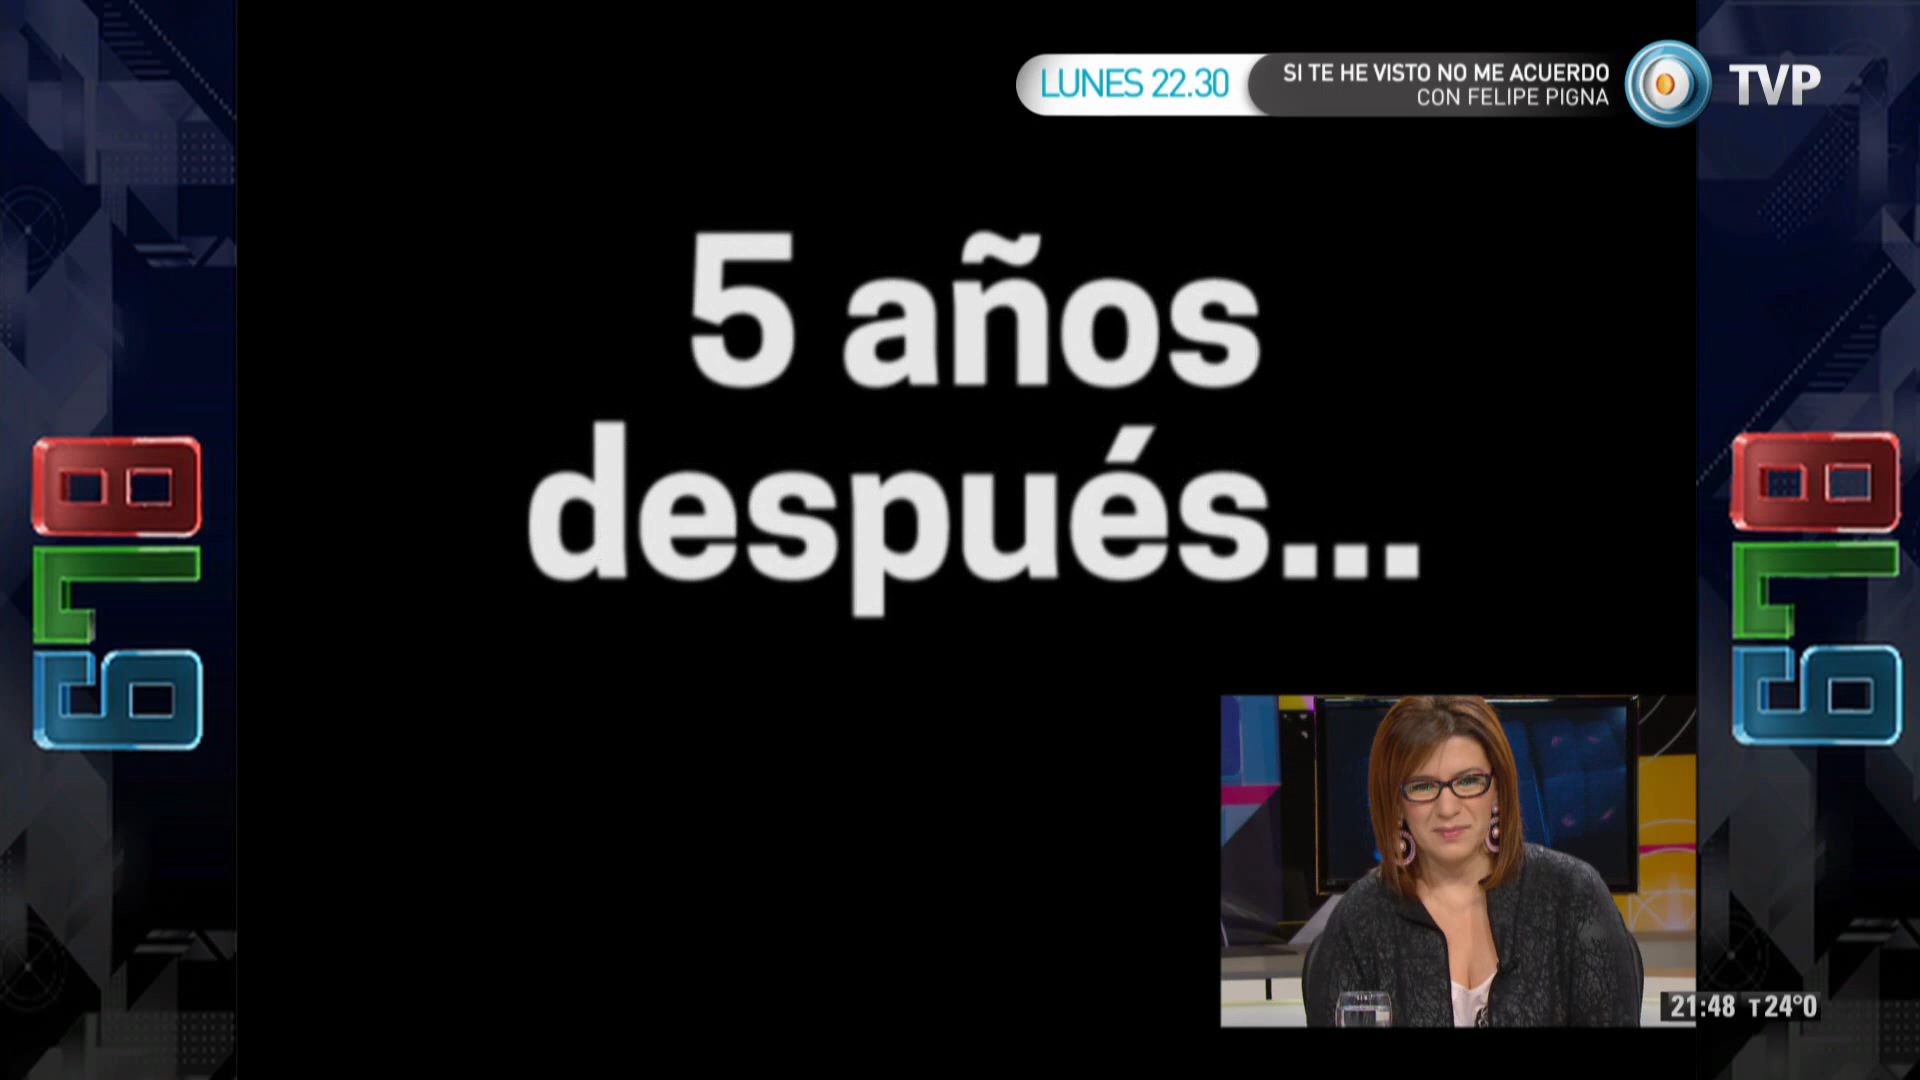 LUNES 22.30
SI TE HE VISTO NO ME ACUERDO
CON FELIPE PIGNA
TVP
5 años
después...
678
678
21:48 T 24°0